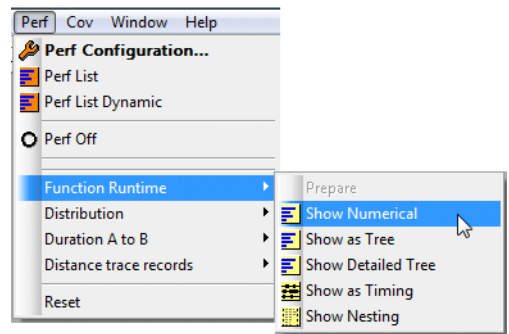 Perf Cov Window Help
Perf Configuration...
Perf List
Perf List Dynamic
Perf Off
Function Runtime
Distribution
Duration A to B
Distance trace records
Reset
Prepare
Show Numerical
Show as Tree
Show Detailed Tree
Show as Timing
Show Nesting